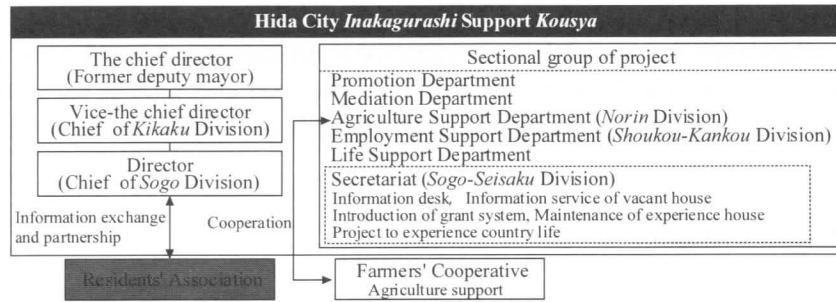 Hida City Inakagurashi Support Kousya
The chief director
(Former deputy mayor)
Vice-the chief director
(Chief of Kikaku Division)
Director
(Chief of Sogo Division)
Information exchange
and partnership
Cooperation
Sectional group of project
Promotion Department
Mediation Department
Agriculture Support Department (Norin Division)
Employment Support Department (Shoukou-Kankou Division)
Life Support Department
Secretariat (Sogo-Seisaku Division)
Information desk, Information service of vacant house
Introduction of grant system, Maintenance of experience house
Project to experience country life
Residents' Association
Farmers' Cooperative
Agriculture support